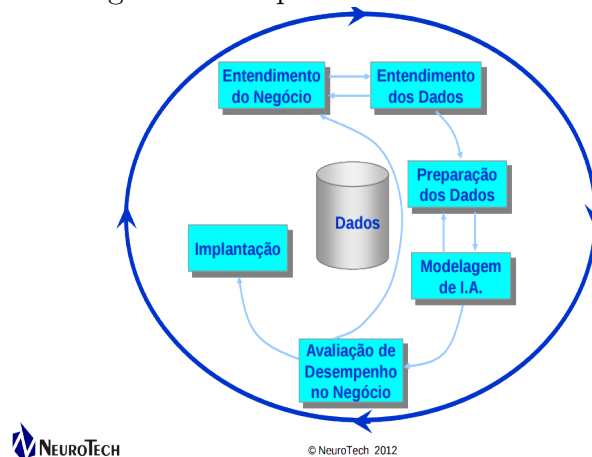 Entendimento
do Negócio
Entendimento
dos Dados
Preparação
dos Dados
Dados
Implantação
Modelagem
de I.A.
Avaliação de
Desempenho
no Negócio
NEUROTECH
© NeuroTech 2012